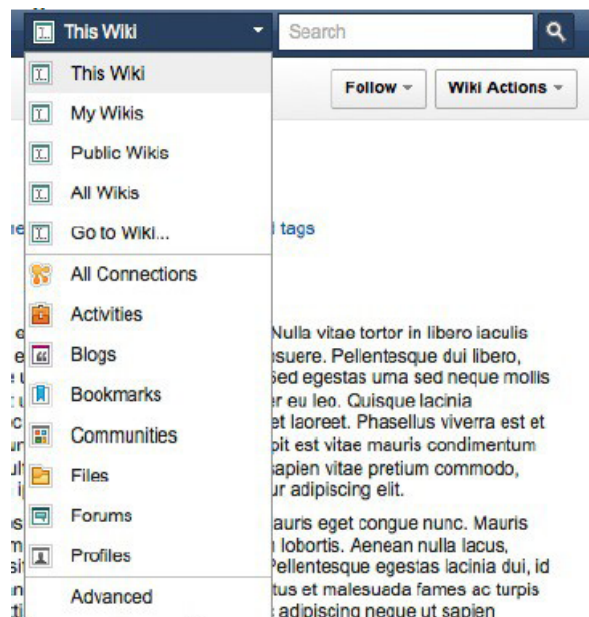 This Wiki
Search
This Wiki
Follow
Wiki Actions
My Wikis
Public Wikis
All Wikis
Go to Wiki...
tags
All Connections
Activities
Nulla vitae tortor in libero iaculis
Blogs
suere. Pellentesque dui libero,
Sed egestas urna sed neque mollis
Bookmarks
eu leo. Quisque lacinia
et laoreet. Phasellus viverra est et
Communities
est vitae mauris condimentum
sapien vitae pretium commodo,
Files
adipiscing elit.
Forums
auris eget congue nunc. Mauris
lobortis. Aenean nulla lacus,
Profiles
Pellentesque egestas lacinia dui, id
tus et malesuada fames ac turpis
Advanced
adipiscing neque ut sapien